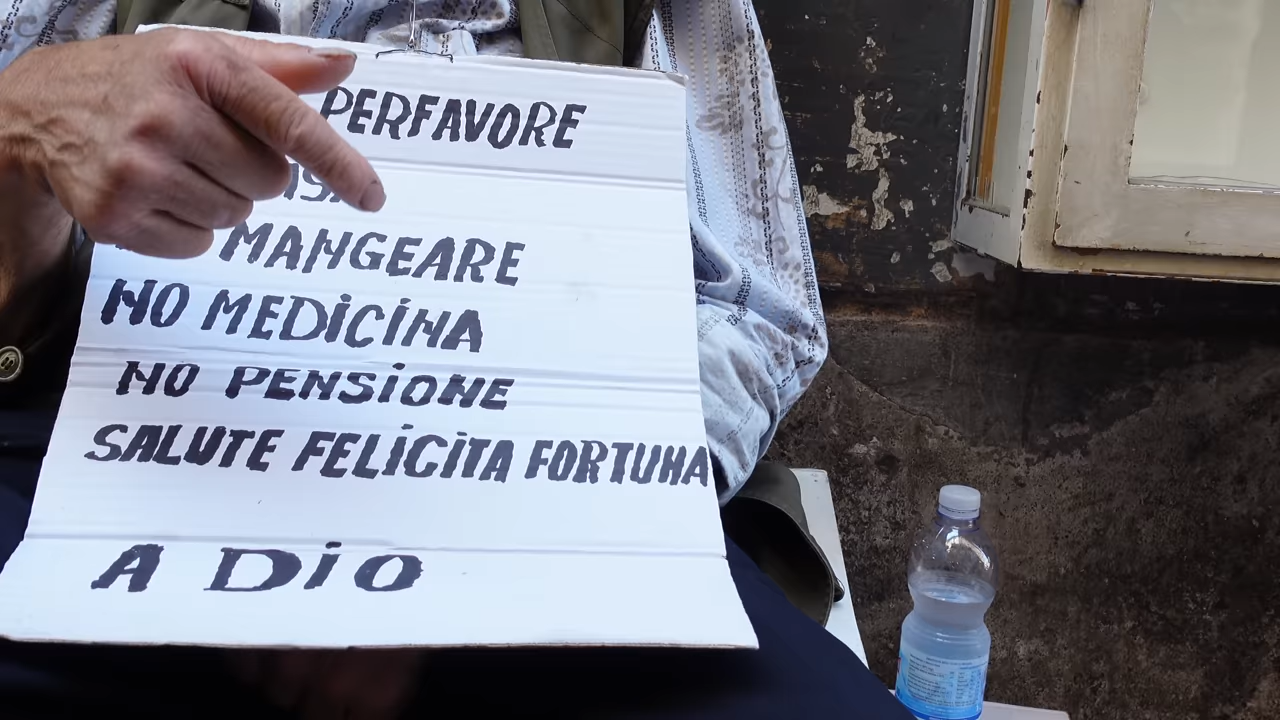 PERFAVORE
MANGEARE
NO MEDiCiNA
NO PENSiONE
SALUTE FELiCiTA FORTUNA
A DiO